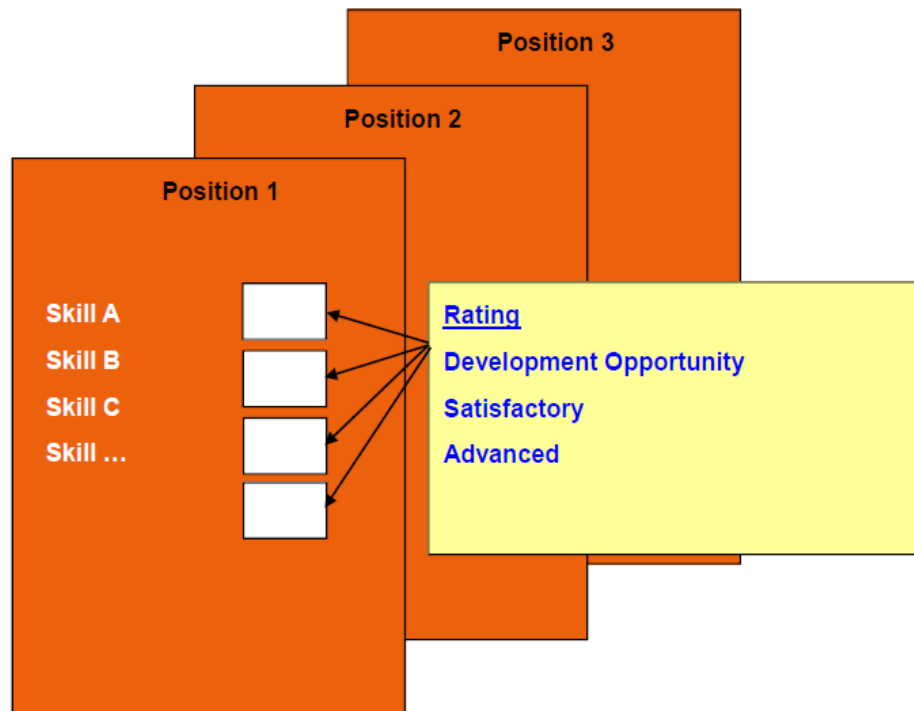 Position 3
Position 2
Position 1
Skill A
Skill B
Skill C
Skill …
Rating
Development Opportunity
Satisfactory
Advanced